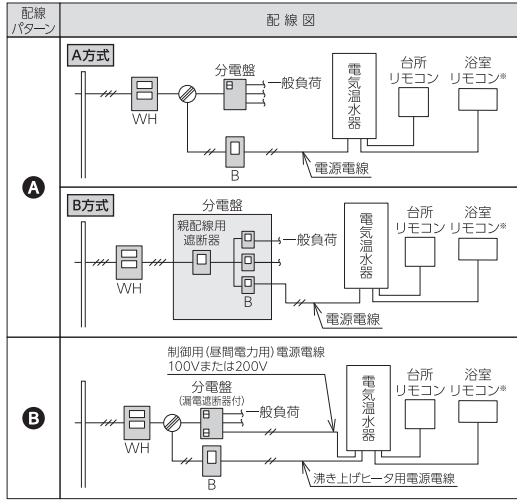 配線
パターン
配線図
A
A方式
WH
分電盤
一般負荷
B
電源電線
電気温水器
台所
リモコン
浴室
リモコン※
B方式
分電盤
親配線用
遮断器
WH
一般負荷
B
電源電線
電気温水器
台所
リモコン
浴室
リモコン※
B
制御用(昼間電力用)電源電線
100Vまたは200V
分電盤
(漏電遮断器付)
一般負荷
WH
B
沸き上げヒータ用電源電線
電気温水器
台所
リモコン
浴室
リモコン※